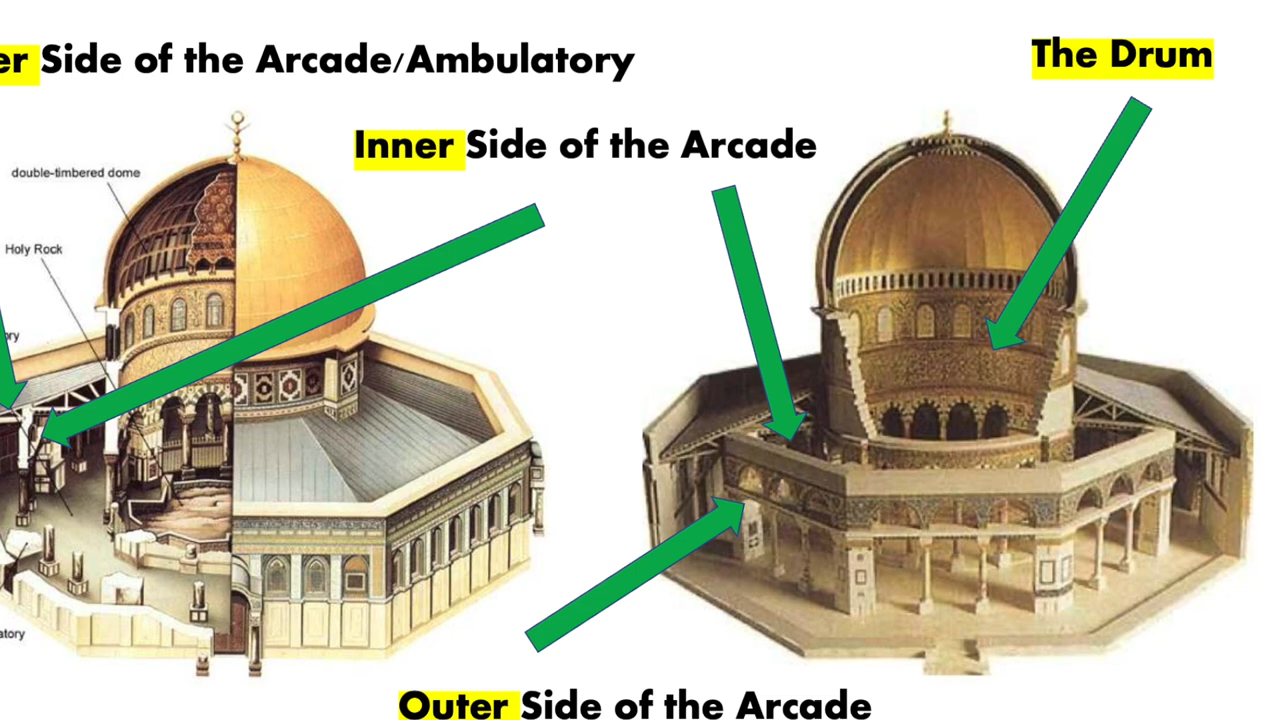 er Side of the Arcade/Ambulatory
The Drum
Inner Side of the Arcade
double-timbered dome
Holy Rock
ory
atory
Outer Side of the Arcade